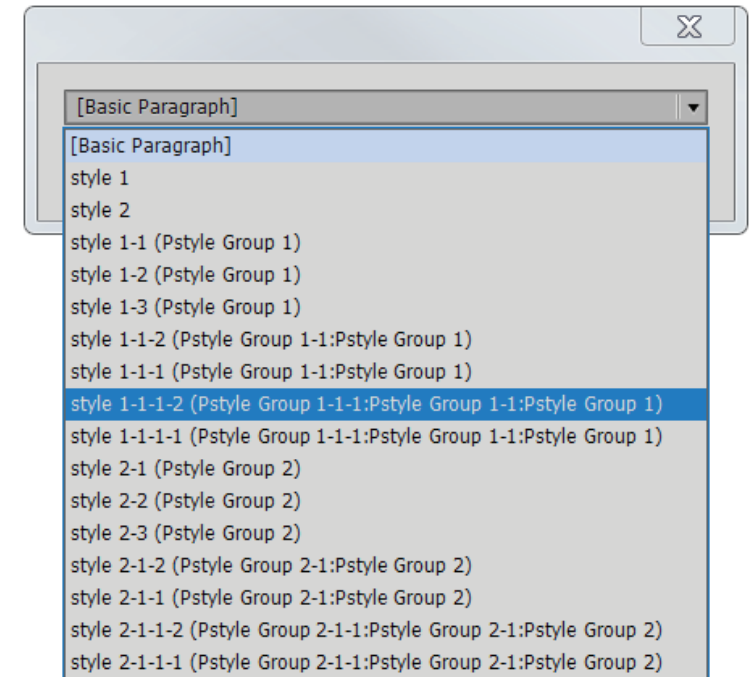 [Basic Paragraph]
[Basic Paragraph]
style 1
style 2
style 1-1 (Pstyle Group 1)
style 1-2 (Pstyle Group 1)
style 1-3 (Pstyle Group 1)
style 1-1-2 (Pstyle Group 1-1:Pstyle Group 1)
style 1-1-1 (Pstyle Group 1-1:Pstyle Group 1)
style 1-1-1-2 (Pstyle Group 1-1-1:Pstyle Group 1-1:Pstyle Group 1)
style 1-1-1-1 (Pstyle Group 1-1-1:Pstyle Group 1-1:Pstyle Group 1)
style 2-1 (Pstyle Group 2)
style 2-2 (Pstyle Group 2)
style 2-3 (Pstyle Group 2)
style 2-1-2 (Pstyle Group 2-1:Pstyle Group 2)
style 2-1-1 (Pstyle Group 2-1:Pstyle Group 2)
style 2-1-1-2 (Pstyle Group 2-1-1:Pstyle Group 2-1:Pstyle Group 2)
style 2-1-1-1 (Pstyle Group 2-1-1:Pstyle Group 2-1:Pstyle Group 2)